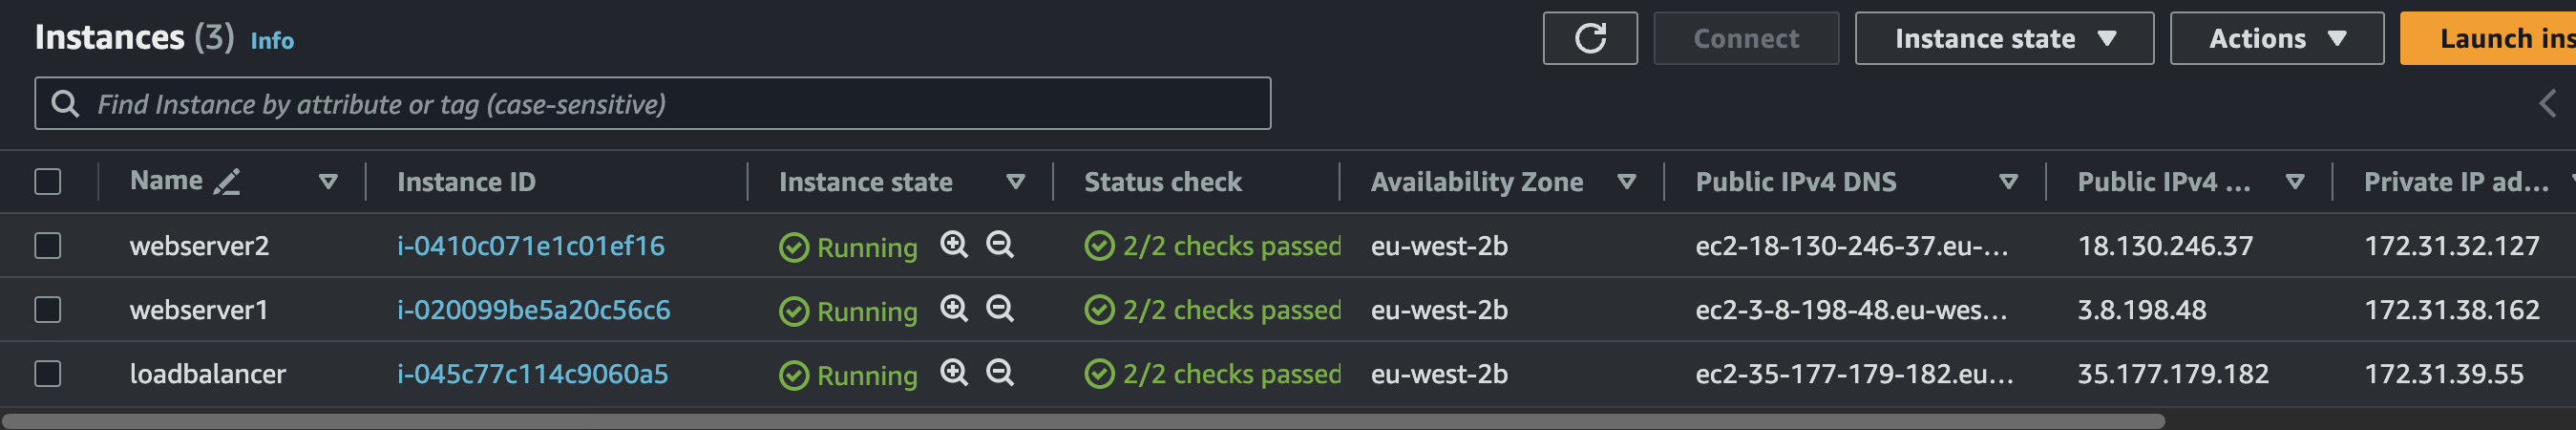 Instances (3) Info
Connect Instance state Actions Launch ins
Find Instance by attribute or tag (case-sensitive)
Name Instance ID Instance state Status check Availability Zone Public IPv4 DNS Public IPv4 ... Private IP ad...
webserver2 i-0410c071e1c01ef16 Running 2/2 checks passed eu-west-2b ec2-18-130-246-37.eu-... 18.130.246.37 172.31.32.127
webserver1 i-020099be5a20c56c6 Running 2/2 checks passed eu-west-2b ec2-3-8-198-48.eu-wes... 3.8.198.48 172.31.38.162
loadbalancer i-045c77c114c9060a5 Running 2/2 checks passed eu-west-2b ec2-35-177-179-182.eu... 35.177.179.182 172.31.39.55